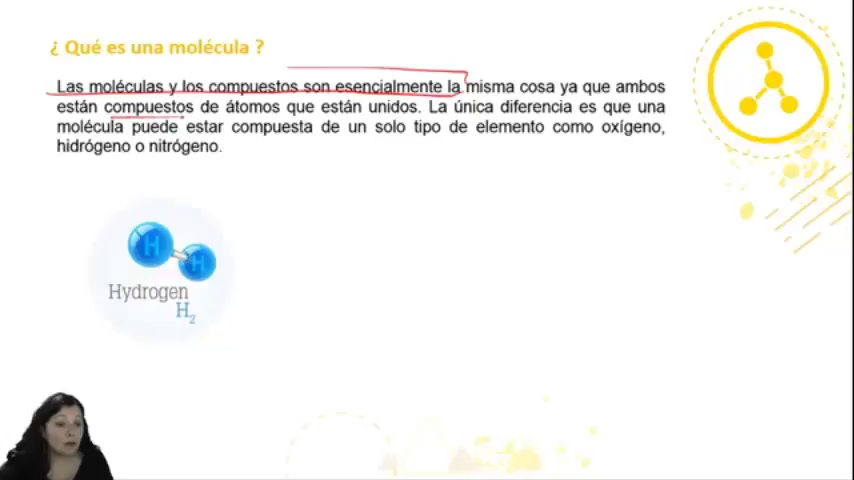 ¿ Qué es una molécula ?
Las moléculas y los compuestos son esencialmente la misma cosa ya que ambos
están compuestos de átomos que están unidos. La única diferencia es que una
molécula puede estar compuesta de un solo tipo de elemento como oxígeno,
hidrógeno o nitrógeno.
H
H
Hydrogen
H₂